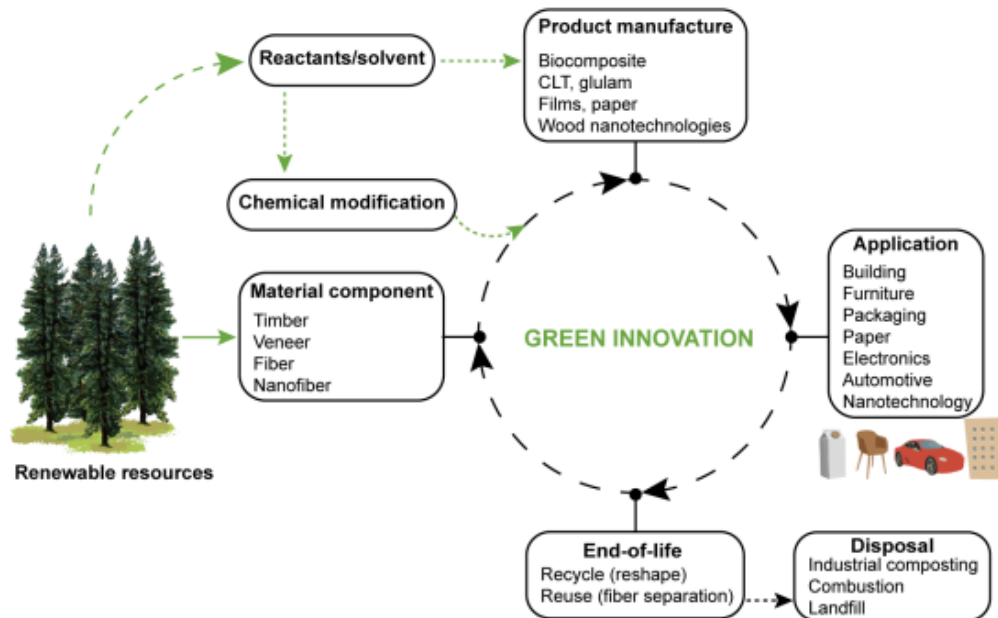 Reactants/solvent
Product manufacture
Biocomposite
CLT, glulam
Films, paper
Wood nanotechnologies
Chemical modification
Material component
Timber
Veneer
Fiber
Nanofiber
Renewable resources
GREEN INNOVATION
Application
Building
Furniture
Packaging
Paper
Electronics
Automotive
Nanotechnology
End-of-life
Recycle (reshape)
Reuse (fiber separation)
Disposal
Industrial composting
Combustion
Landfill